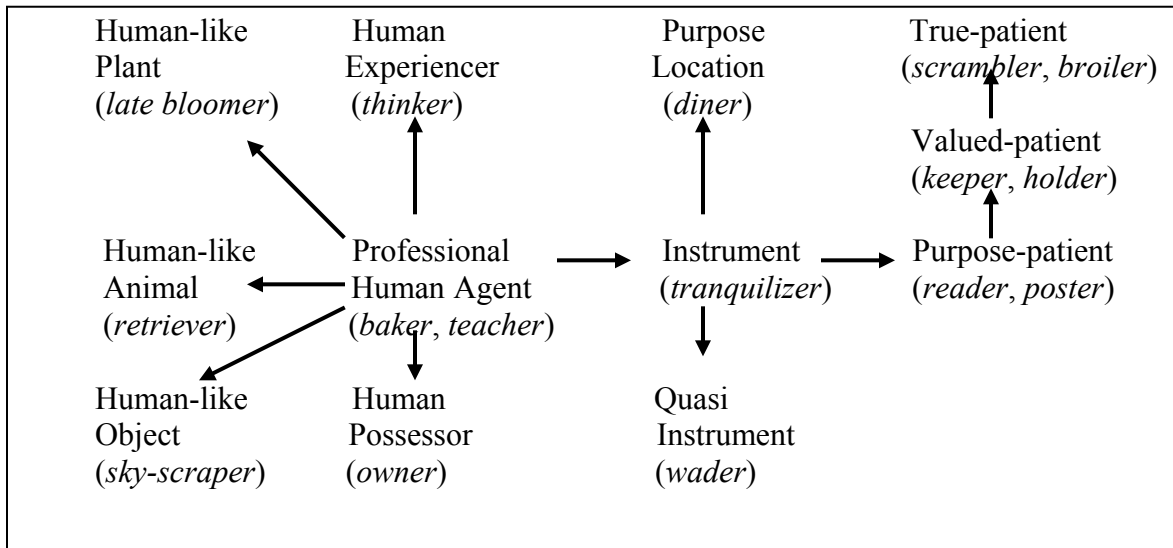 Human-like
Plant
(late bloomer)
Human
Experiencer
(thinker)
Purpose
Location
(diner)
True-patient
(scrambler, broiler)
Valued-patient
(keeper, holder)
Human-like
Animal
(retriever)
Professional
Human Agent
(baker, teacher)
Instrument
(tranquilizer)
Purpose-patient
(reader, poster)
Human-like
Object
(sky-scraper)
Human
Possessor
(owner)
Quasi
Instrument
(wader)